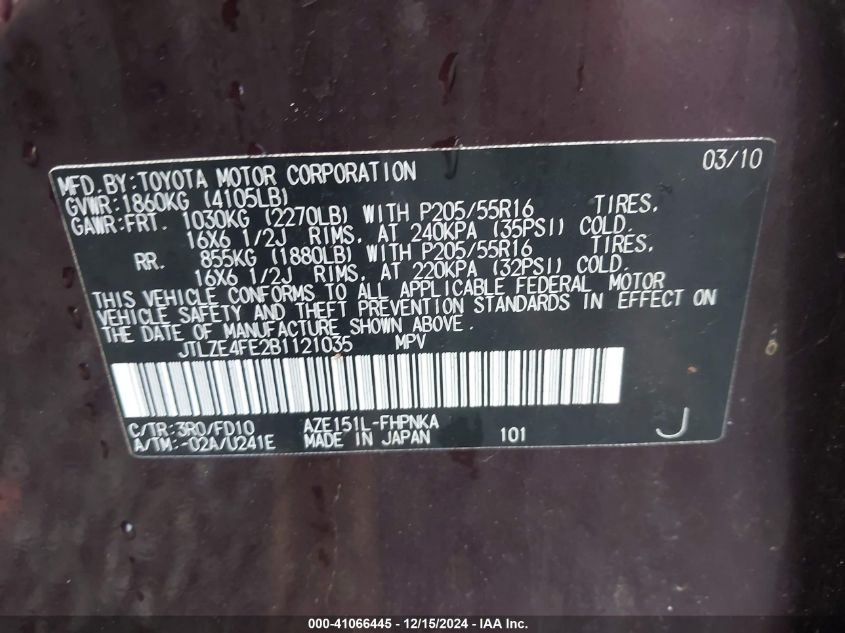 03/10
MFD. BY: TOYOTA MOTOR CORPORATION
GVWR: 1860KG (4105LB)
GAWR: FRT. 1030KG (2270LB) WITH P205/55R16 TIRES,
16X6 1/2J RIMS, AT 240KPA (35PSI) COLD.
RR. 855KG (1880LB) WITH P205/55R16 TIRES,
16X6 1/2J RIMS, AT 220KPA (32PSI) COLD.
THIS VEHICLE CONFORMS TO ALL APPLICABLE FEDERAL MOTOR
VEHICLE SAFETY AND THEFT PREVENTION STANDARDS IN EFFECT ON
THE DATE OF MANUFACTURE SHOWN ABOVE.
JTLZE4FE2B1121035 MPV
C/TR: 3R0/FD10 AZE151L-FHPNKA
A/TM: -02A/U241E MADE IN JAPAN 101 J
000-41066445 - 12/15/2024 - IAA Inc.